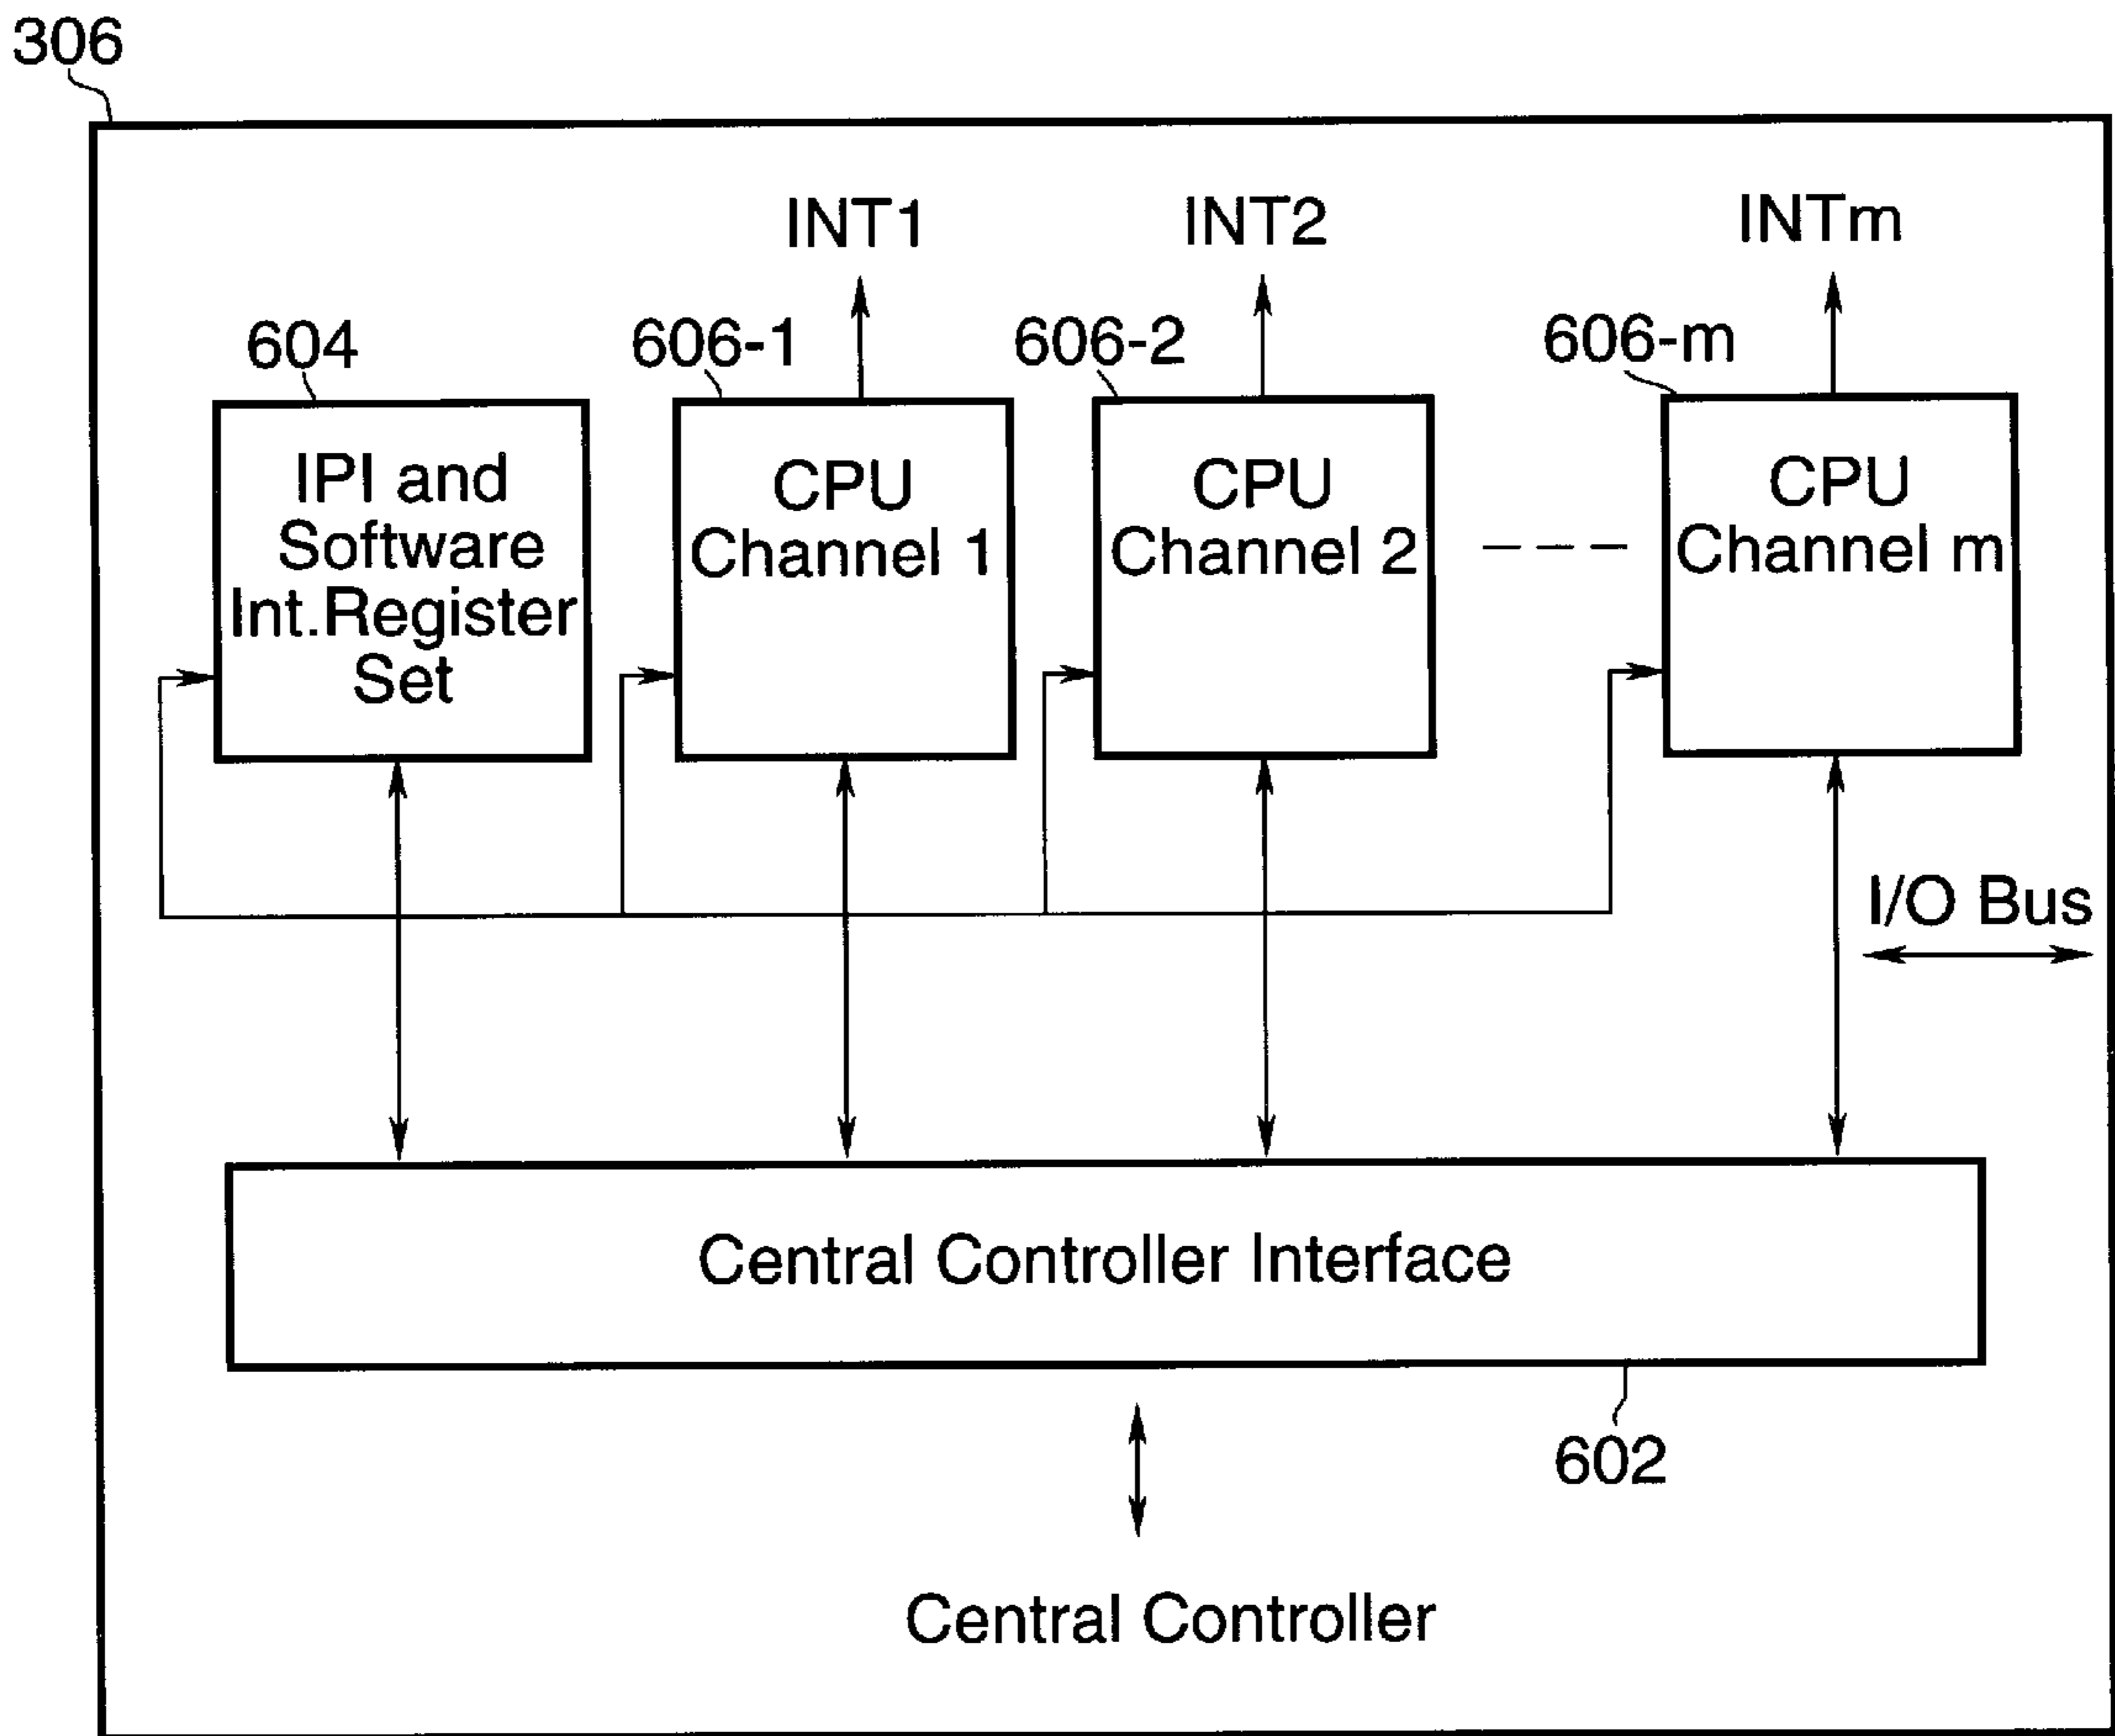 306
INT1
INT2
INTm
604
606-1
606-2
606-m
IPI and
Software
Int.Register
Set
CPU
Channel 1
CPU
Channel 2
CPU
Channel m
I/O Bus
Central Controller Interface
602
Central Controller